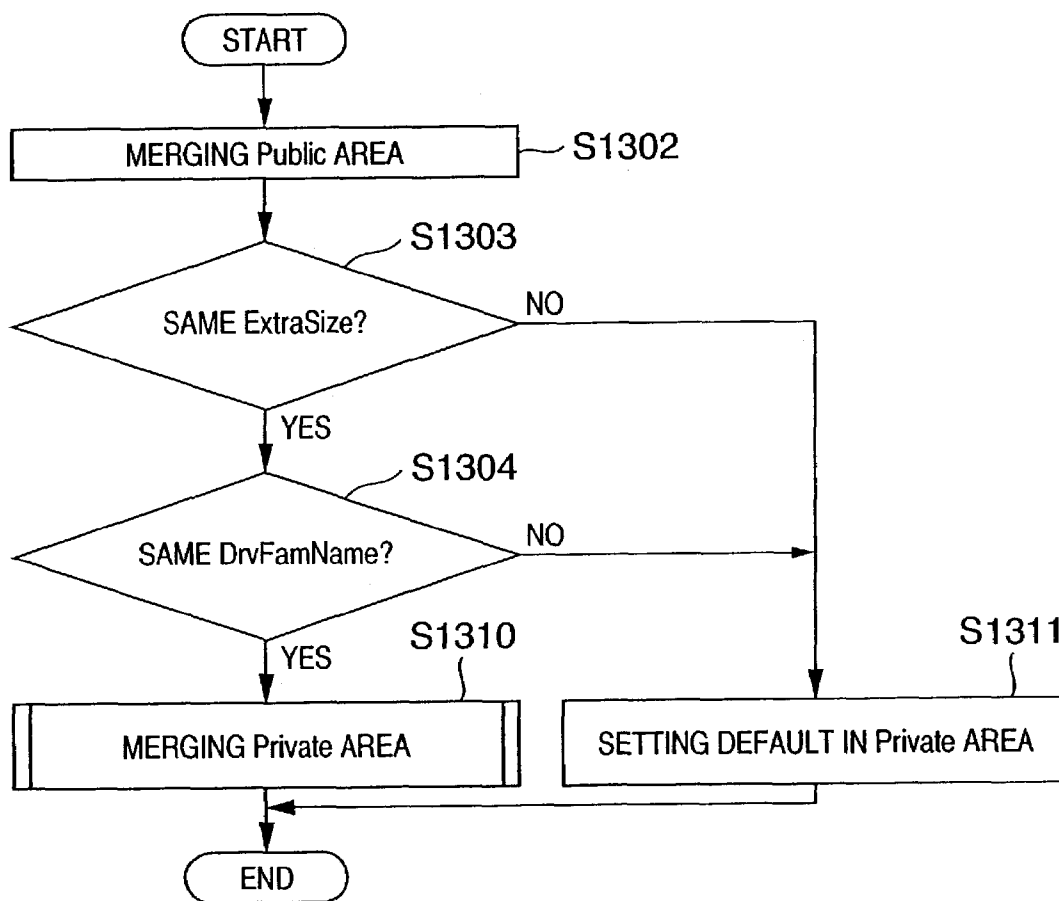 START
MERGING Public AREA
S1302
S1303
SAME ExtraSize?
NO
YES
S1304
SAME DrvFamName?
NO
YES
S1310
S1311
MERGING Private AREA
SETTING DEFAULT IN Private AREA
END